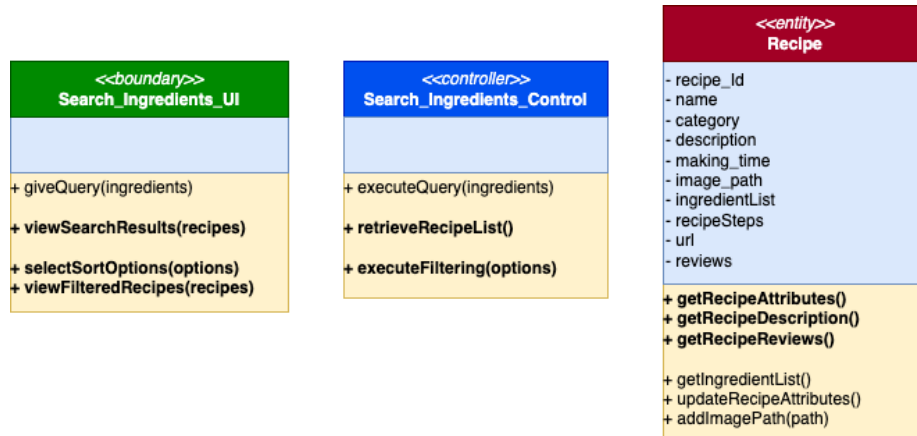 <<boundary>>
Search_Ingredients_UI
+ giveQuery(ingredients)
+ viewSearchResults(recipes)
+ selectSortOptions(options)
+ viewFilteredRecipes(recipes)
<<controller>>
Search_Ingredients_Control
+ executeQuery(ingredients)
+ retrieveRecipeList()
+ executeFiltering(options)
<<entity>>
Recipe
- recipe_Id
- name
- category
- description
- making_time
- image_path
- ingredientList
- recipeSteps
- url
- reviews
+ getRecipeAttributes()
+ getRecipeDescription()
+ getRecipeReviews()
+ getIngredientList()
+ updateRecipeAttributes()
+ addImagePath(path)